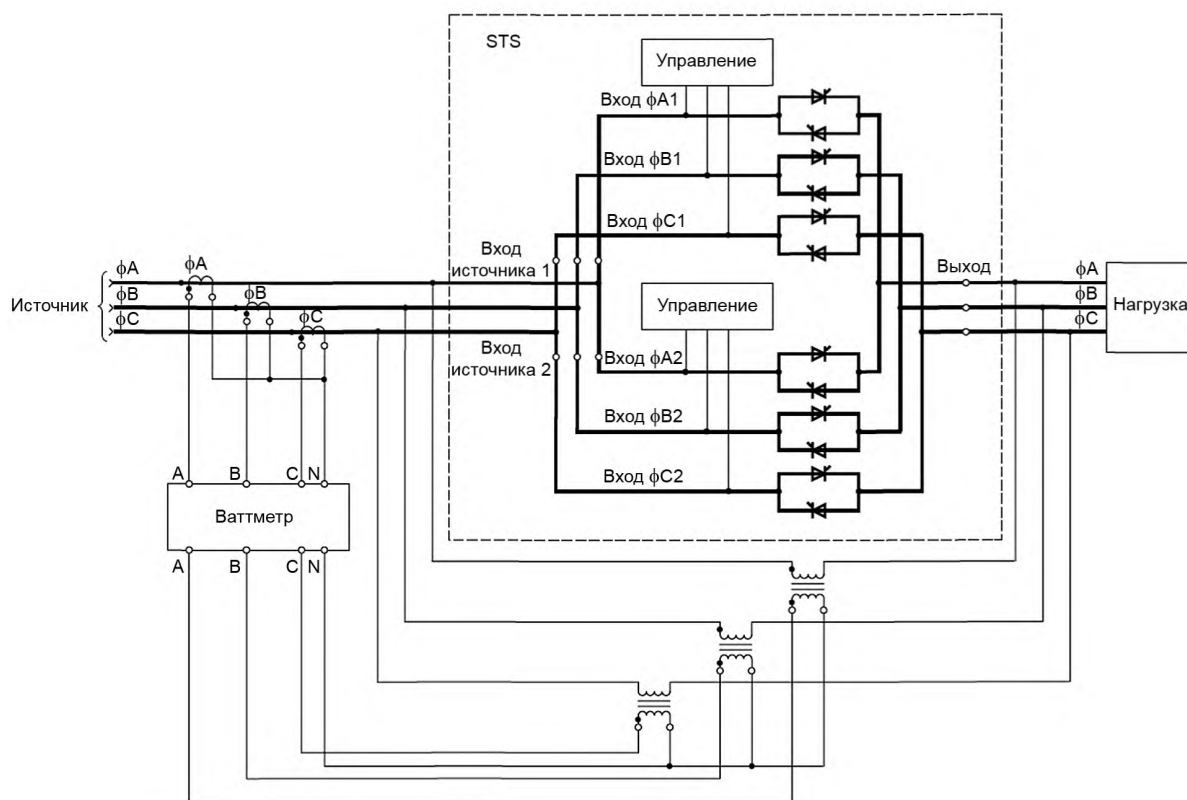 STS
Управление
Вход ϕA1
Вход ϕB1
Вход ϕC1
Вход
источника 1
Выход
Источник
ϕA
ϕB
ϕC
ϕA
ϕB
ϕC
Управление
ϕA
ϕB
ϕC
Нагрузка
Вход
источника 2
Вход ϕA2
Вход ϕB2
Вход ϕC2
A B C N
Ваттметр
A B C N